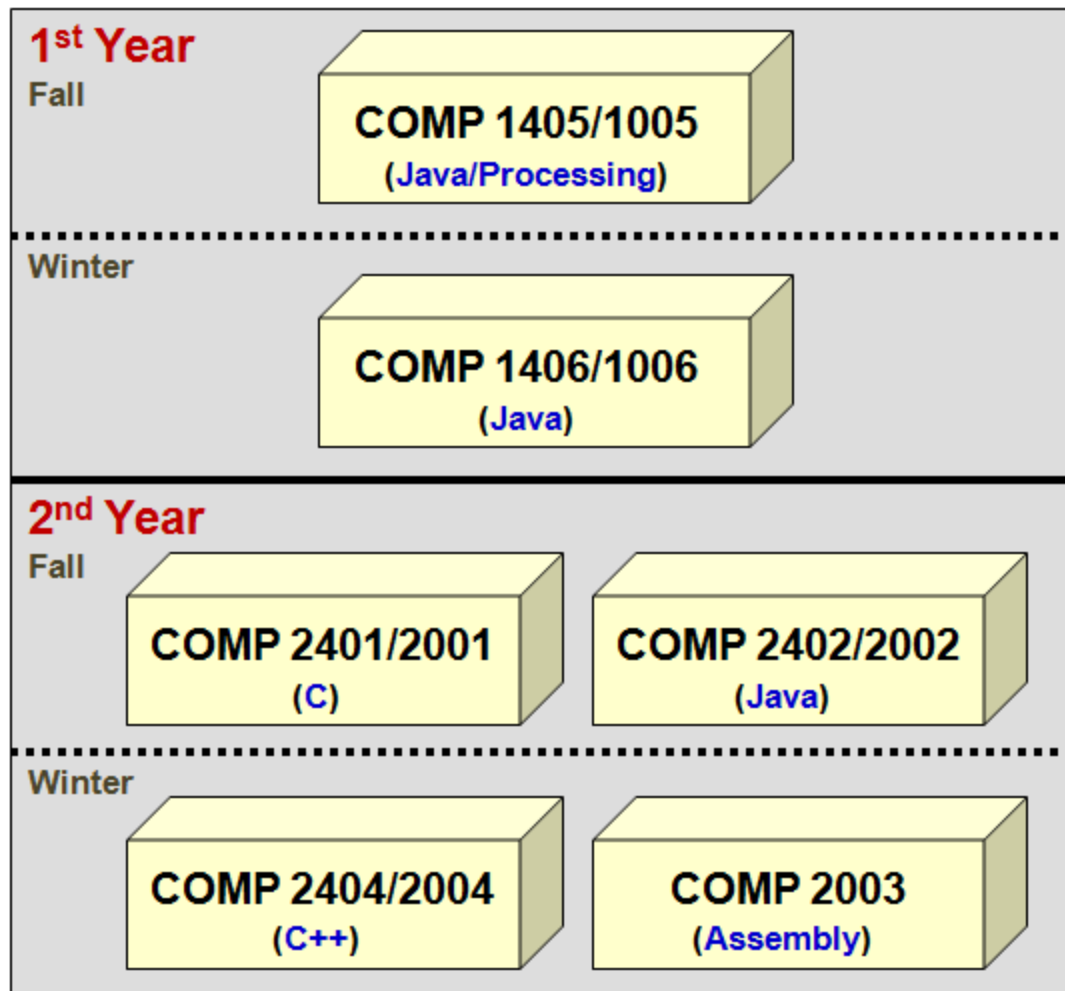 1st Year
Fall
COMP 1405/1005
(Java/Processing)
Winter
COMP 1406/1006
(Java)
2nd Year
Fall
COMP 2401/2001
(C)
COMP 2402/2002
(Java)
Winter
COMP 2404/2004
(C++)
COMP 2003
(Assembly)